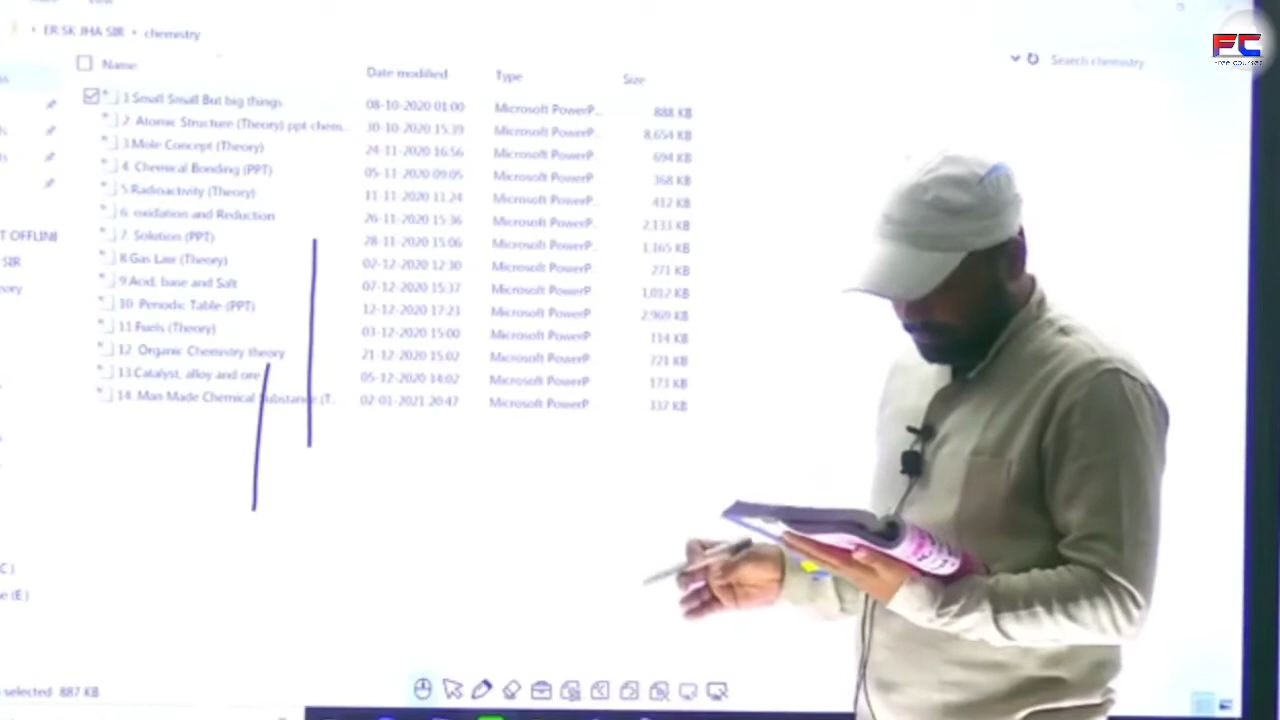 ER SK JHA SIR › chemistry
Search chemistry
FC
Free courses
Name Date modified Type Size
1.Small Small But big things 08-10-2020 01:00 Microsoft PowerP... 888 KB
2. Atomic Structure (Theory) ppt chem... 30-10-2020 15:39 Microsoft PowerP... 8,654 KB
3.Mole Concept (Theory) 24-11-2020 16:56 Microsoft PowerP... 694 KB
4. Chemical Bonding (PPT) 05-11-2020 09:05 Microsoft PowerP... 368 KB
5.Radioactivity (Theory) 11-11-2020 11:24 Microsoft PowerP... 412 KB
6. oxidation and Reduction 26-11-2020 15:36 Microsoft PowerP... 2,133 KB
7. Solution (PPT) 28-11-2020 15:06 Microsoft PowerP... 1,165 KB
8.Gas Law (Theory) 02-12-2020 12:30 Microsoft PowerP... 271 KB
9.Acid, base and Salt 07-12-2020 15:37 Microsoft PowerP... 1,012 KB
10. Periodic Table (PPT) 12-12-2020 17:21 Microsoft PowerP... 2,969 KB
11.Fuels (Theory) 03-12-2020 15:00 Microsoft PowerP... 114 KB
12. Organic Chemistry theory 21-12-2020 15:02 Microsoft PowerP... 721 KB
13.Catalyst, alloy and ore 05-12-2020 14:02 Microsoft PowerP... 173 KB
14. Man Made Chemical Substance (T... 02-01-2021 20:47 Microsoft PowerP... 337 KB
T OFFLINE
SIR
eory
C)
e (E)
selected 887 KB